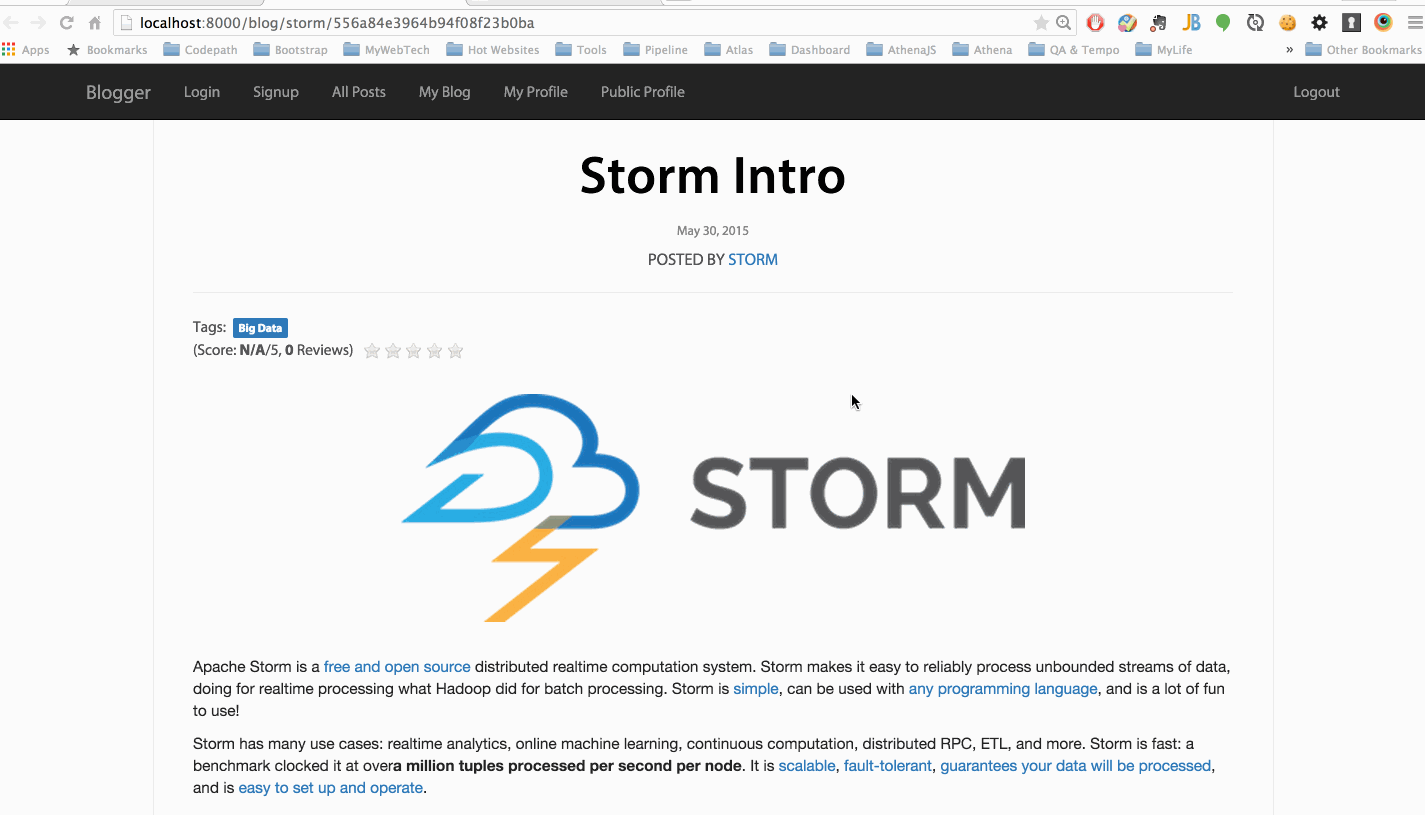 localhost:8000/blog/storm/556a84e3964b94f08f23b0ba
Apps Bookmarks Codepath Bootstrap MyWebTech Hot Websites Tools Pipeline Atlas Dashboard AthenaJS Athena QA & Tempo MyLife » Other Bookmarks
Blogger Login Signup All Posts My Blog My Profile Public Profile Logout
Storm Intro
May 30, 2015
POSTED BY STORM
Tags: Big Data
(Score: N/A/5, 0 Reviews)
STORM
Apache Storm is a free and open source distributed realtime computation system. Storm makes it easy to reliably process unbounded streams of data,
doing for realtime processing what Hadoop did for batch processing. Storm is simple, can be used with any programming language, and is a lot of fun
to use!
Storm has many use cases: realtime analytics, online machine learning, continuous computation, distributed RPC, ETL, and more. Storm is fast: a
benchmark clocked it at overa million tuples processed per second per node. It is scalable, fault-tolerant, guarantees your data will be processed,
and is easy to set up and operate.